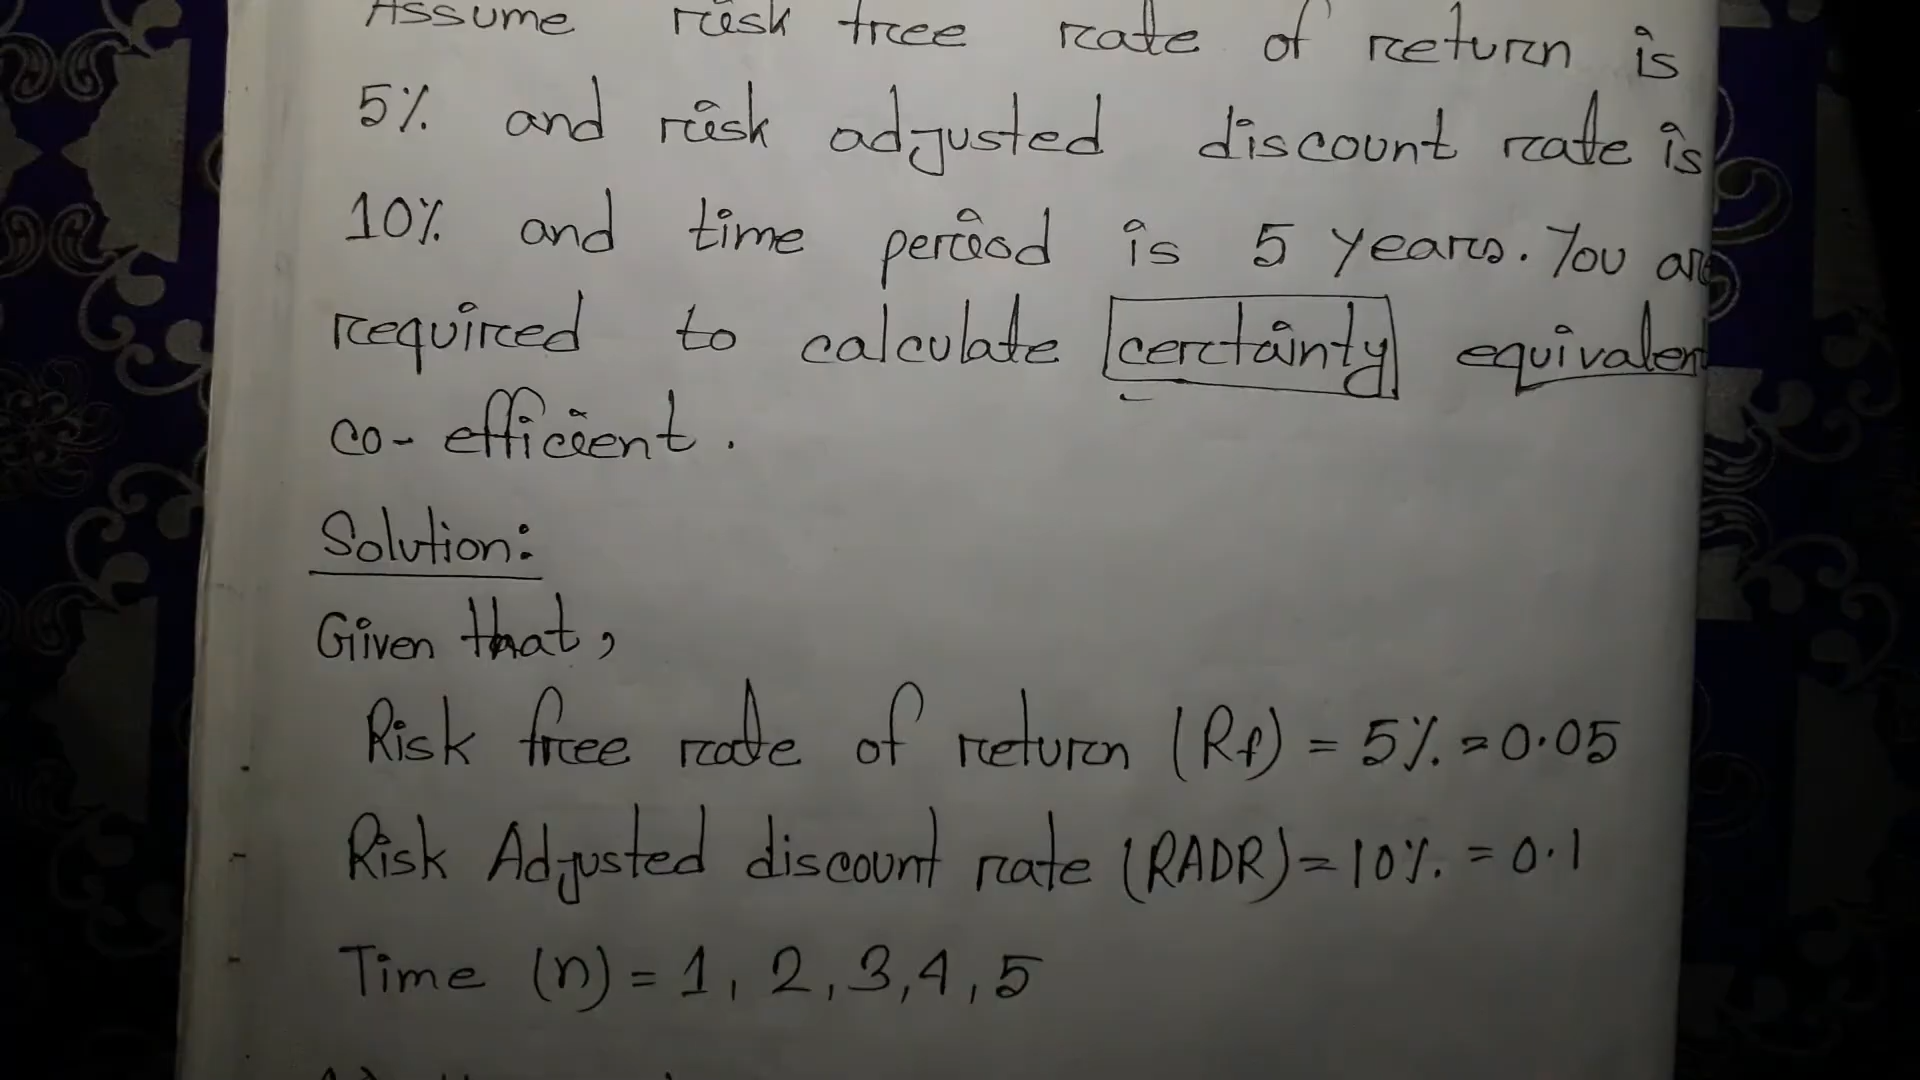 Assume risk free rate of return is
5% and risk adjusted discount rate is
10% and time period is 5 years. You are
required to calculate certainty equivalent
co-efficient.
Solution:
Given that,
Risk free rate of return (Rf) = 5% = 0.05
Risk Adjusted discount rate (RADR) = 10% = 0.1
Time (n) = 1, 2, 3, 4, 5